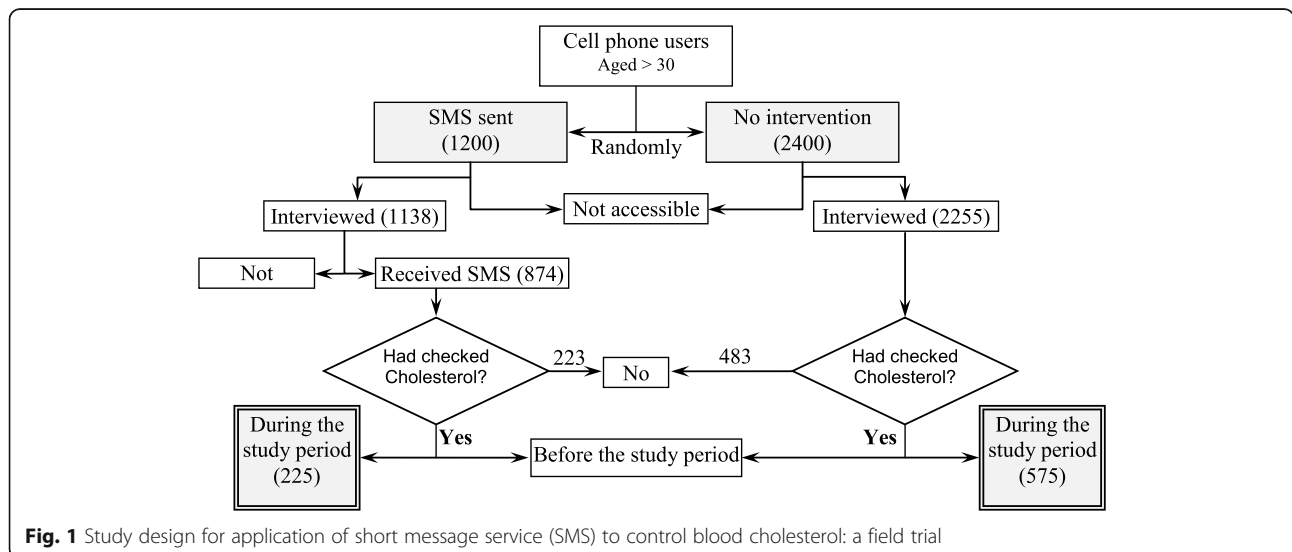 Cell phone users
Aged > 30
SMS sent
(1200)
Randomly
No intervention
(2400)
Interviewed (1138)
Not accessible
Interviewed (2255)
Not
Received SMS (874)
Had checked
Cholesterol?
223
No
483
Had checked
Cholesterol?
During the
study period
(225)
Yes
Before the study period
Yes
During the
study period
(575)
Fig. 1 Study design for application of short message service (SMS) to control blood cholesterol: a field trial